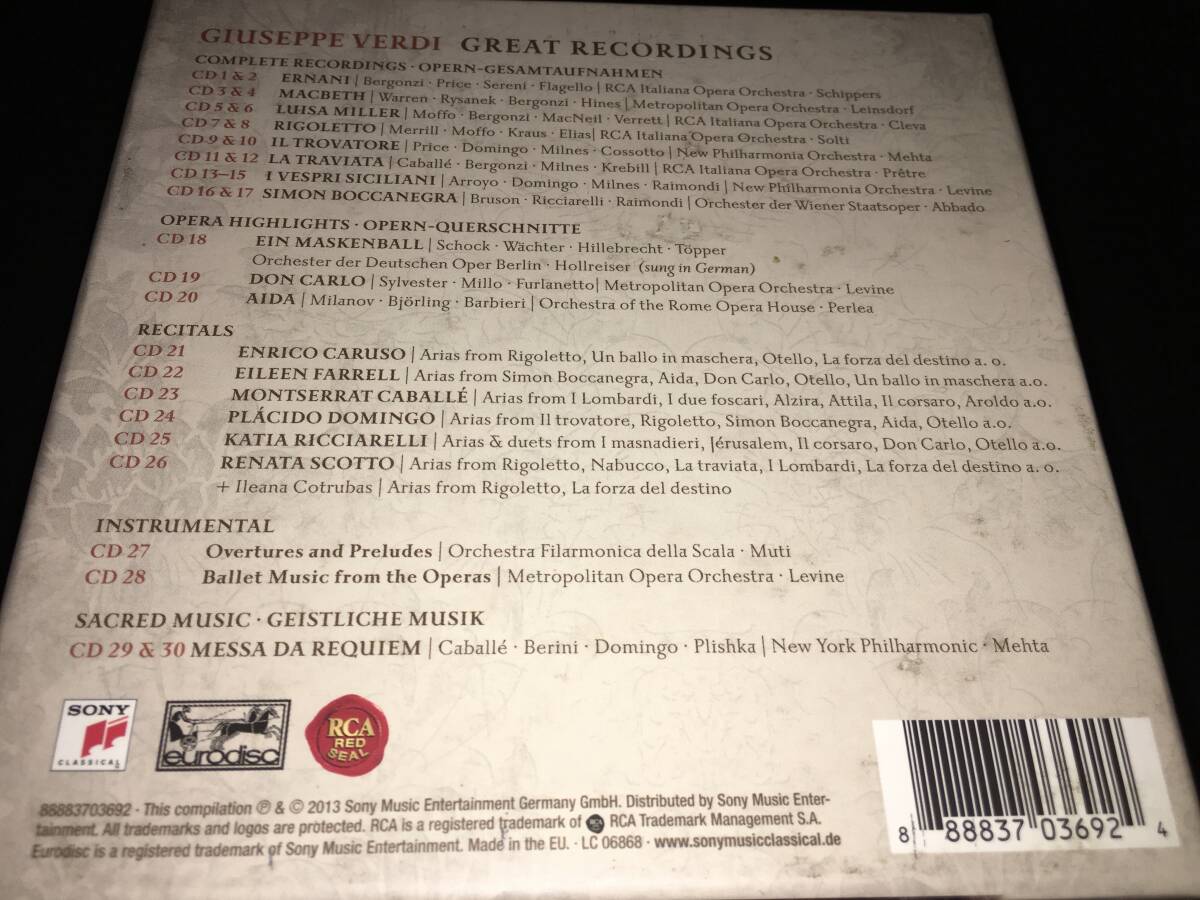 GIUSEPPE VERDI GREAT RECORDINGS
COMPLETE RECORDINGS · OPERN-GESAMTAUFNAHMEN
CD 1 & 2 ERNANI | Bergonzi · Price · Sereni · Flagello | RCA Italiana Opera Orchestra · Schippers
CD 3 & 4 MACBETH | Warren · Rysanek · Bergonzi · Hines | Metropolitan Opera Orchestra · Leinsdorf
CD 5 & 6 LUISA MILLER | Moffo · Bergonzi · MacNeil · Verrett | RCA Italiana Opera Orchestra · Cleva
CD 7 & 8 RIGOLETTO | Merrill · Moffo · Kraus · Elias| RCA Italiana Opera Orchestra · Solti
CD 9 & 10 IL TROVATORE | Price · Domingo · Milnes · Cossotto | New Philharmonia Orchestra · Mehta
CD 11 & 12 LA TRAVIATA | Caballé · Bergonzi · Milnes · Krebill | RCA Italiana Opera Orchestra · Prêtre
CD 13–15 I VESPRI SICILIANI | Arroyo · Domingo · Milnes · Raimondi | New Philharmonia Orchestra · Levine
CD 16 & 17 SIMON BOCCANEGRA | Bruson · Ricciarelli · Raimondi | Orchester der Wiener Staatsoper · Abbado
OPERA HIGHLIGHTS · OPERN-QUERSCHNITTE
CD 18 EIN MASKENBALL | Schock · Wächter · Hillebrecht · Töpper
Orchester der Deutschen Oper Berlin · Hollreiser (sung in German)
CD 19 DON CARLO | Sylvester · Millo · Furlanetto| Metropolitan Opera Orchestra · Levine
CD 20 AIDA | Milanov · Björling · Barbieri | Orchestra of the Rome Opera House · Perlea
RECITALS
CD 21 ENRICO CARUSO | Arias from Rigoletto, Un ballo in maschera, Otello, La forza del destino a. o.
CD 22 EILEEN FARRELL | Arias from Simon Boccanegra, Aida, Don Carlo, Otello, Un ballo in maschera a.o.
CD 23 MONTSERRAT CABALLÉ | Arias from I Lombardi, I due foscari, Alzira, Attila, Il corsaro, Aroldo a.o.
CD 24 PLÁCIDO DOMINGO | Arias from Il trovatore, Rigoletto, Simon Boccanegra, Aida, Otello a.o.
CD 25 KATIA RICCIARELLI | Arias & duets from I masnadieri, Jérusalem, Il corsaro, Don Carlo, Otello a.o.
CD 26 RENATA SCOTTO | Arias from Rigoletto, Nabucco, La traviata, I Lombardi, La forza del destino a. o.
+ Ileana Cotrubas | Arias from Rigoletto, La forza del destino
INSTRUMENTAL
CD 27 Overtures and Preludes | Orchestra Filarmonica della Scala · Muti
CD 28 Ballet Music from the Operas | Metropolitan Opera Orchestra · Levine
SACRED MUSIC · GEISTLICHE MUSIK
CD 29 & 30 MESSA DA REQUIEM | Caballé · Berini · Domingo · Plishka | New York Philharmonic · Mehta
SONY
CLASSICAL
eurodisc
RCA
RED
SEAL
88883703692 · This compilation ℗ & © 2013 Sony Music Entertainment Germany GmbH. Distributed by Sony Music Enter-
tainment. All trademarks and logos are protected. RCA is a registered trademark of RCA Trademark Management S.A.
Eurodisc is a registered trademark of Sony Music Entertainment. Made in the EU. · LC 06868 · www.sonymusicclassical.de
8 88837 03692 4